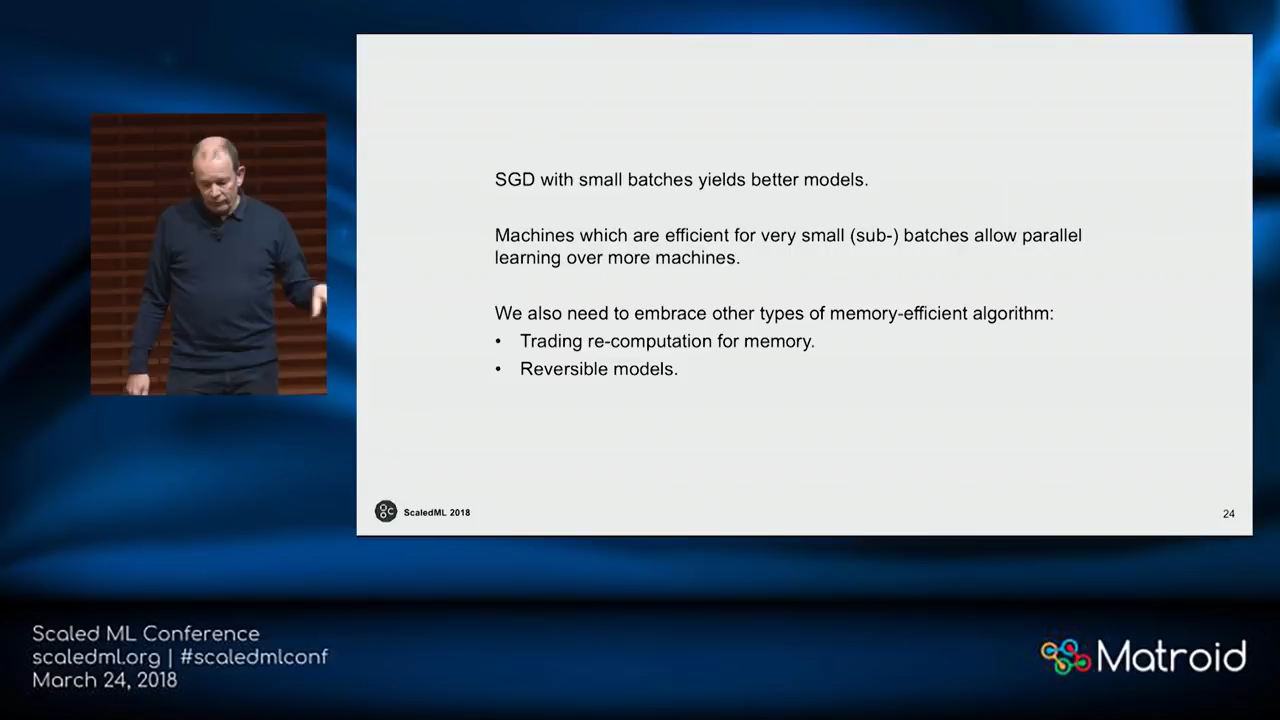 SGD with small batches yields better models.
Machines which are efficient for very small (sub-) batches allow parallel
learning over more machines.
We also need to embrace other types of memory-efficient algorithm:
• Trading re-computation for memory.
• Reversible models.
ScaledML 2018
24
Scaled ML Conference
scaledml.org | #scaledmlconf
March 24, 2018
Matroid